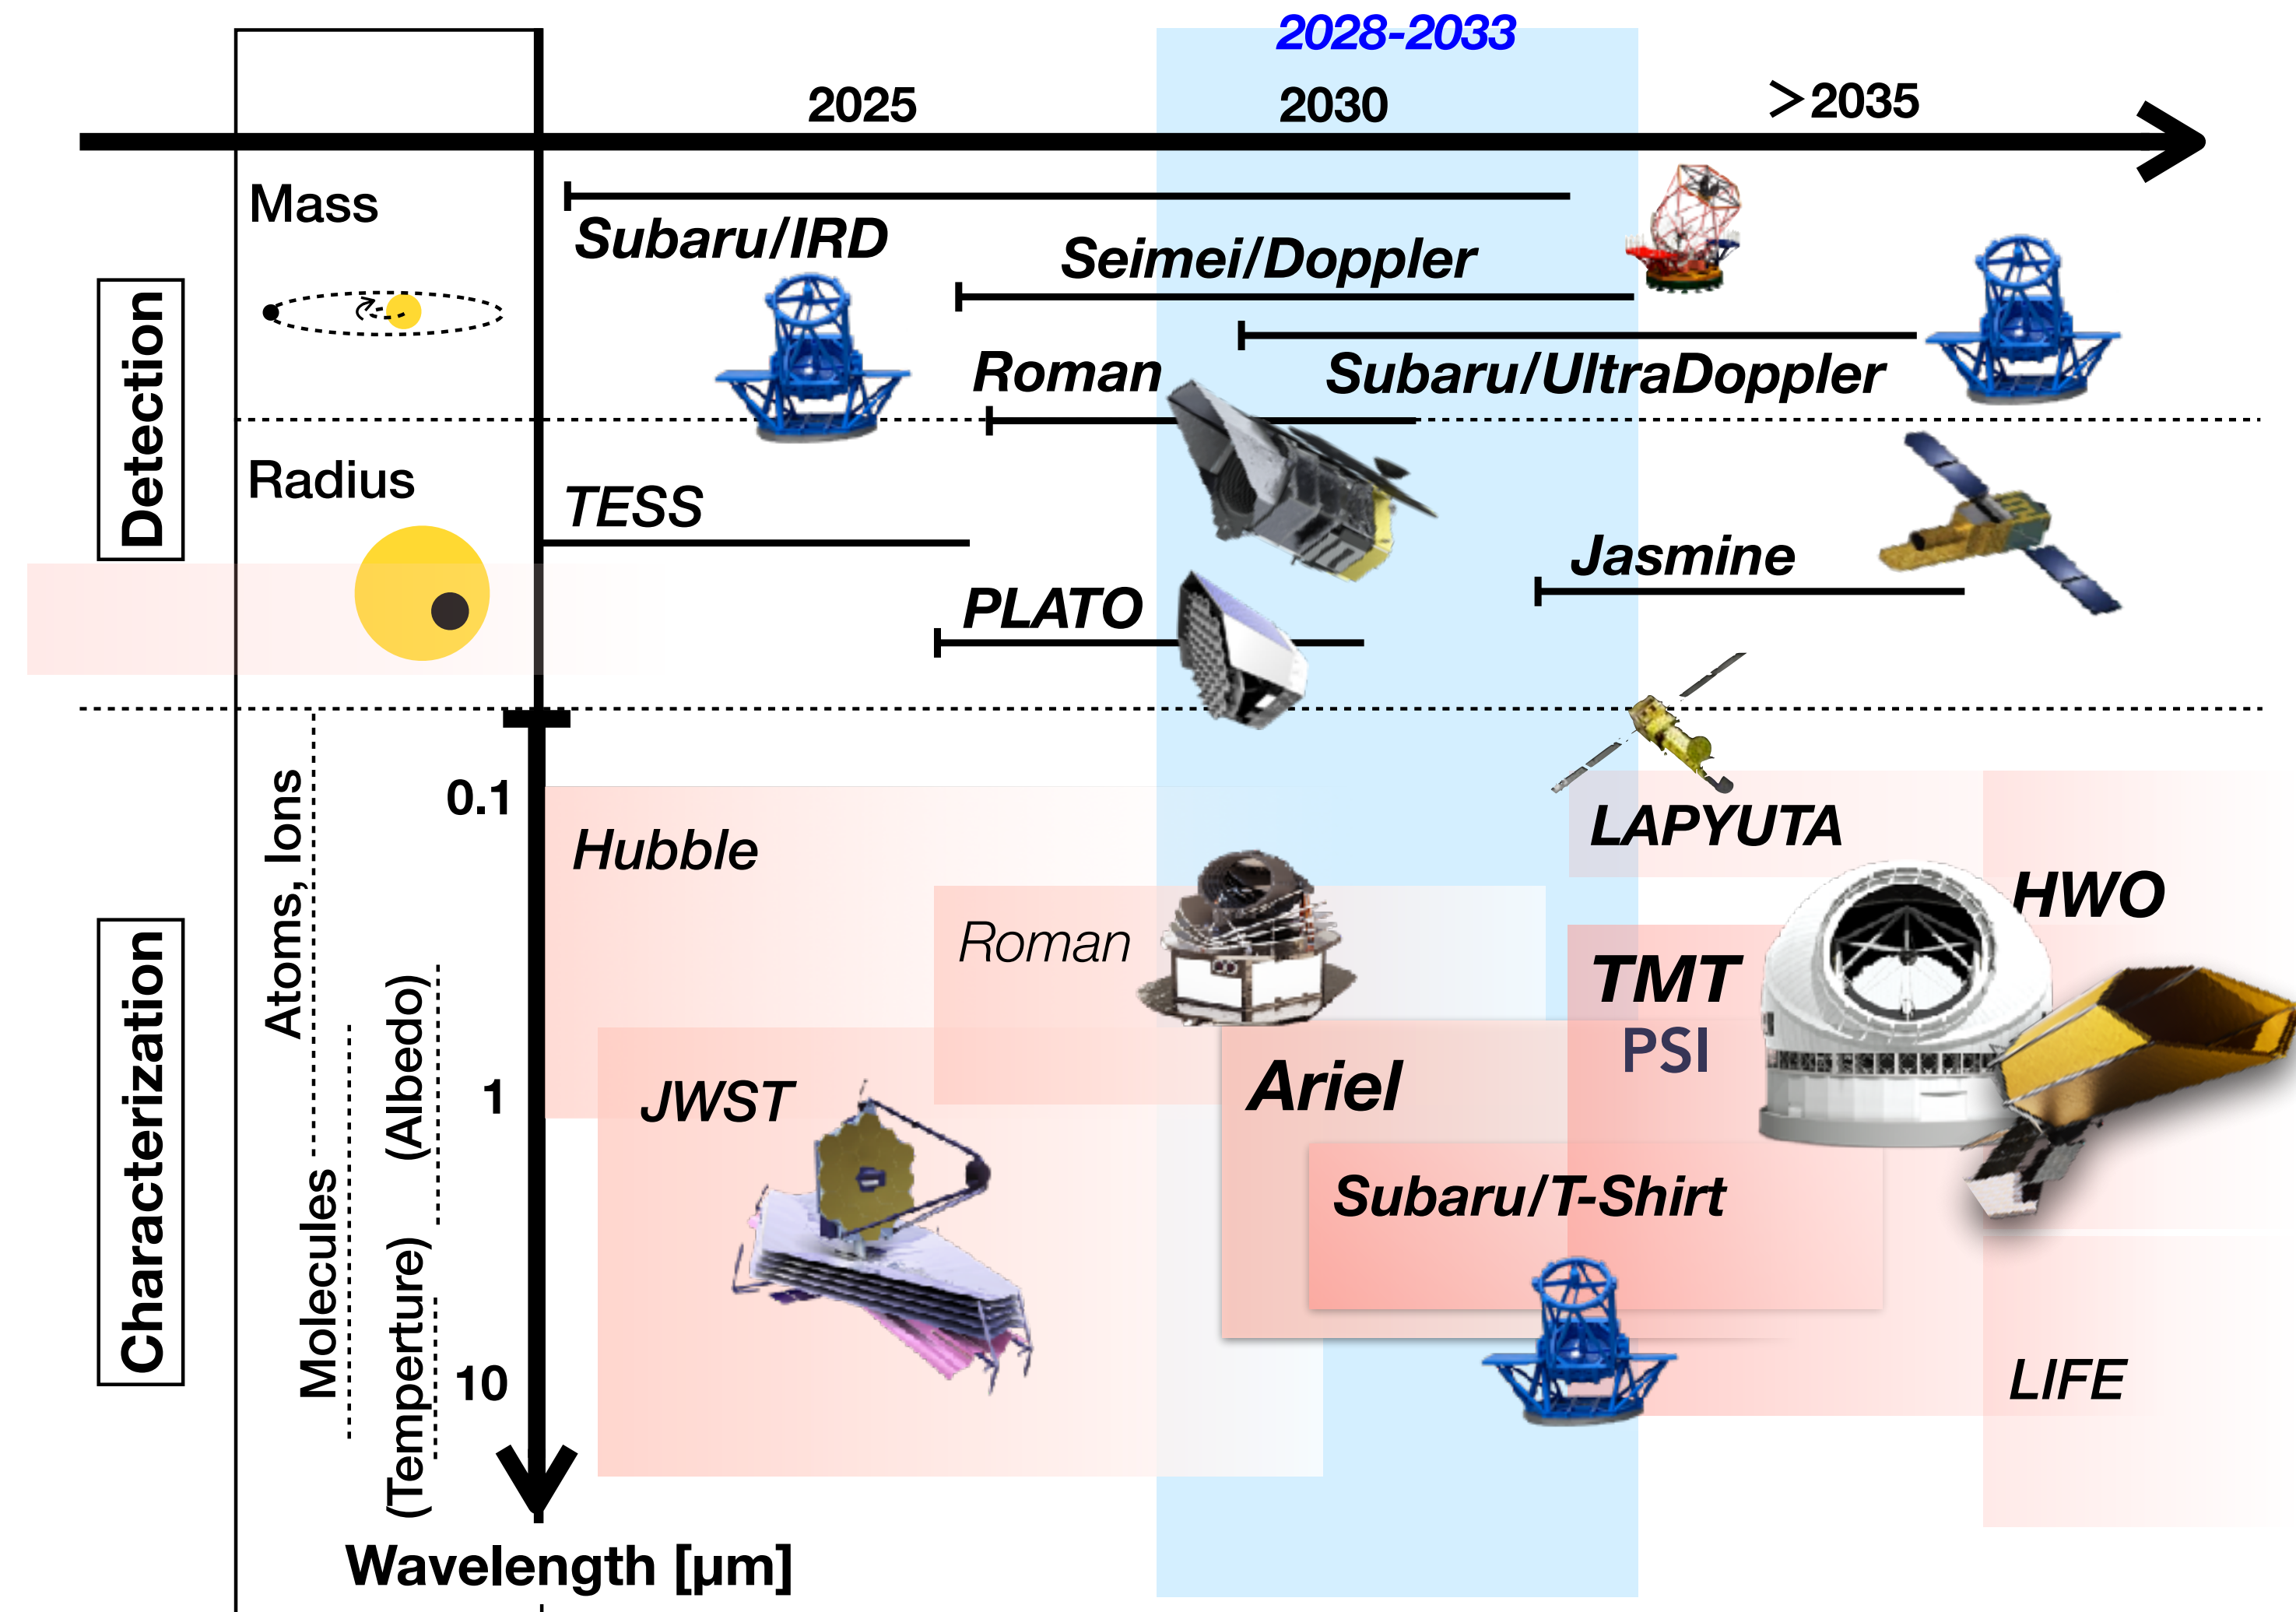 2028-2033
2025
2030
>2035
Mass
Subaru/IRD
Seimei/Doppler
Detection
Roman
Subaru/UltraDoppler
Radius
TESS
Jasmine
PLATO
0.1
Atoms, Ions
Hubble
LAPYUTA
HWO
Roman
TMT
PSI
Characterization
(Albedo)
1
JWST
Ariel
Molecules
Subaru/T-Shirt
(Temperture)
10
LIFE
Wavelength [μm]